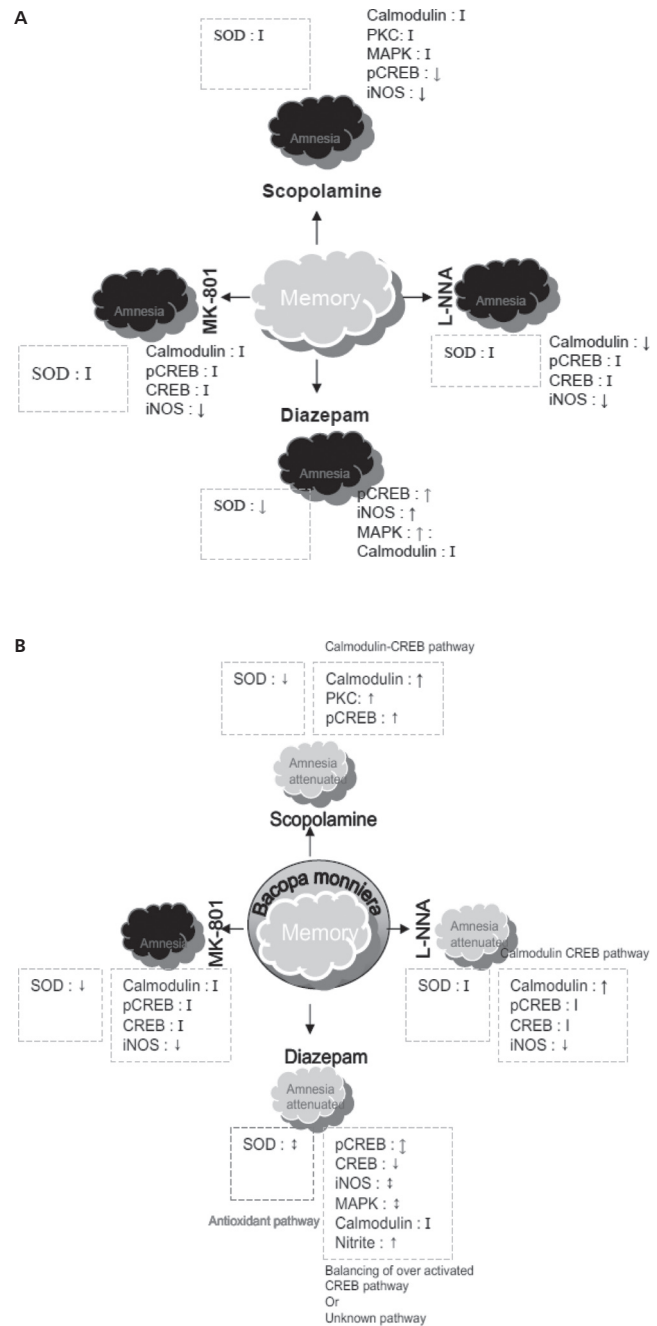 A
SOD : I
Calmodulin : I
PKC: I
MAPK : I
pCREB : ↓
iNOS : ↓
Amnesia
Scopolamine
Amnesia
MK-801
Memory
L-NNA
Amnesia
SOD : I
Calmodulin : I
pCREB : I
CREB : I
iNOS : ↓
SOD : I
Calmodulin : ↓
pCREB : I
CREB : I
iNOS : ↓
Diazepam
Amnesia
SOD : ↓
pCREB : ↑
iNOS : ↑
MAPK : ↑ :
Calmodulin : I
B
Calmodulin-CREB pathway
SOD : ↓
Calmodulin : ↑
PKC: ↑
pCREB : ↑
Amnesia
attenuated
Scopolamine
Bacopa monniera
Memory
Amnesia
MK-801
L-NNA
Amnesia
attenuated
Calmodulin CREB pathway
SOD : ↓
Calmodulin : I
pCREB : I
CREB : I
iNOS : ↓
SOD : I
Calmodulin : ↑
pCREB : I
CREB : I
iNOS : ↓
Diazepam
Amnesia
attenuated
SOD : ↕
pCREB : ↕
CREB : ↓
iNOS : ↕
MAPK : ↕
Calmodulin : I
Nitrite : ↑
Antioxidant pathway
Balancing of over activated
CREB pathway
Or
Unknown pathway